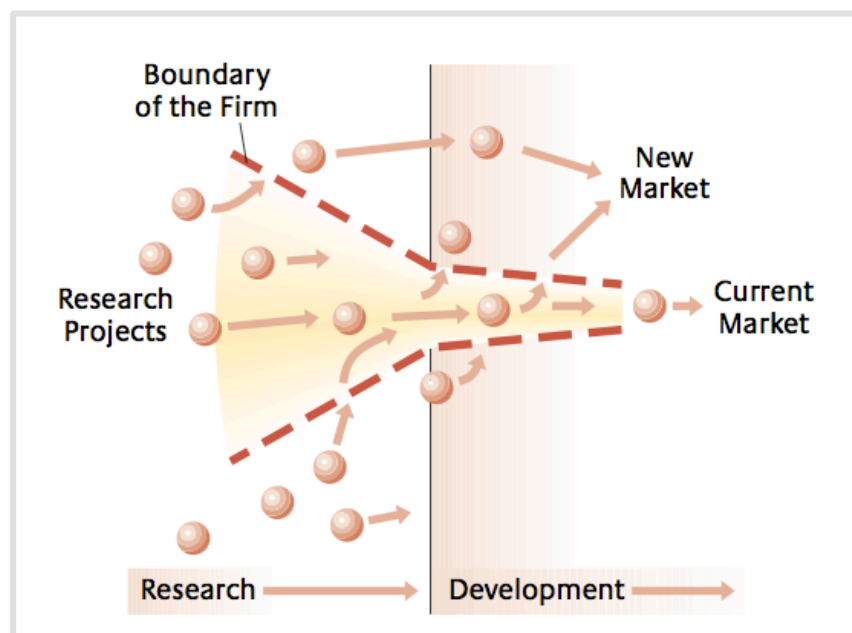 Boundary
of the Firm
New
Market
Research
Projects
Current
Market
Research
Development